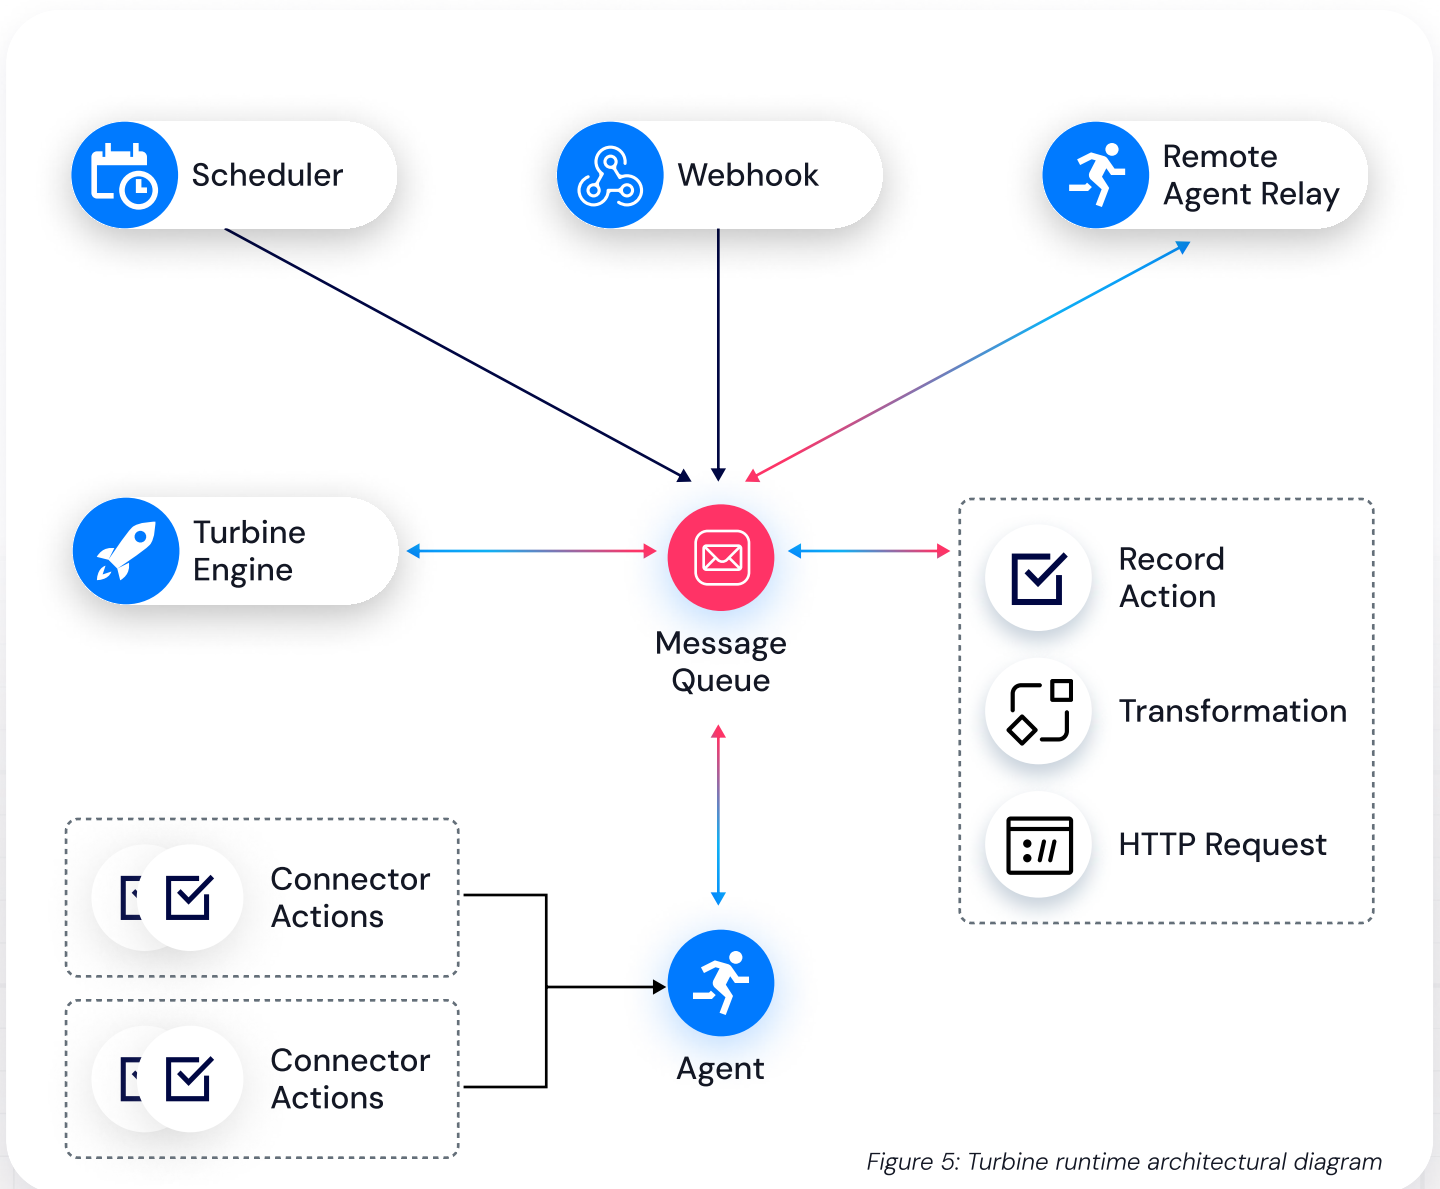 Scheduler
Webhook
Remote
Agent Relay
Turbine
Engine
Message
Queue
Record
Action
Transformation
HTTP Request
Connector
Actions
Connector
Actions
Agent
Figure 5: Turbine runtime architectural diagram